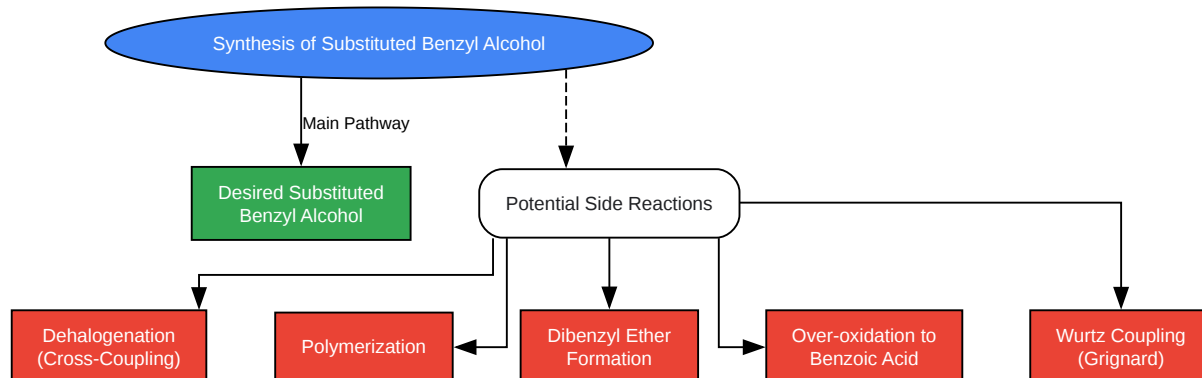 Synthesis of Substituted Benzyl Alcohol
Main Pathway
Desired Substituted
Benzyl Alcohol
Potential Side Reactions
Dehalogenation
(Cross-Coupling)
Polymerization
Dibenzyl Ether
Formation
Over-oxidation to
Benzoic Acid
Wurtz Coupling
(Grignard)